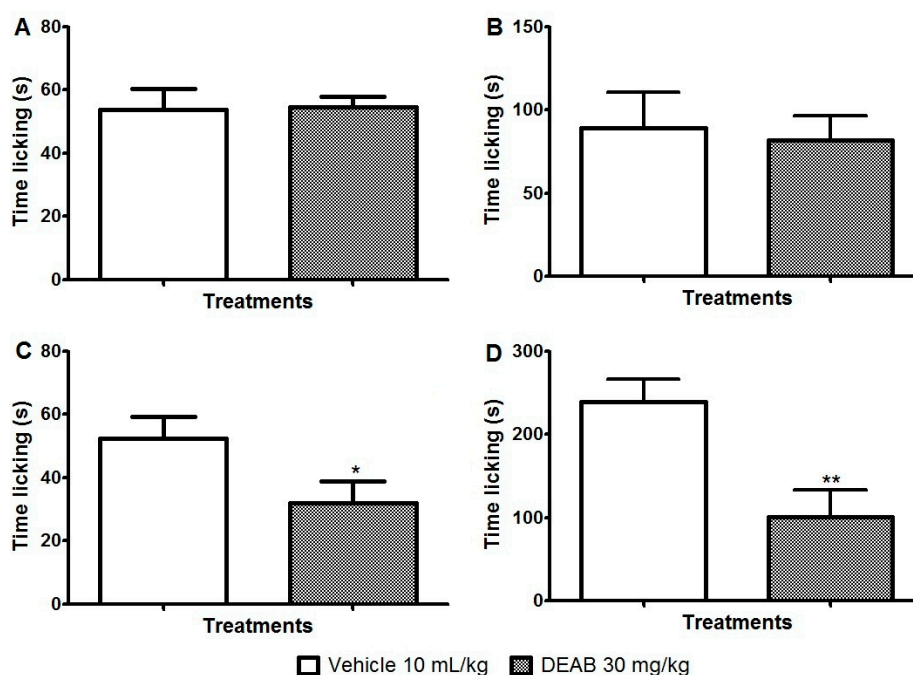 A
Time licking (s)
80
60
40
20
0
Treatments
B
Time licking (s)
150
100
50
0
Treatments
C
Time licking (s)
80
60
40
20
0
*
Treatments
D
Time licking (s)
300
200
100
0
**
Treatments
Vehicle 10 mL/kg DEAB 30 mg/kg